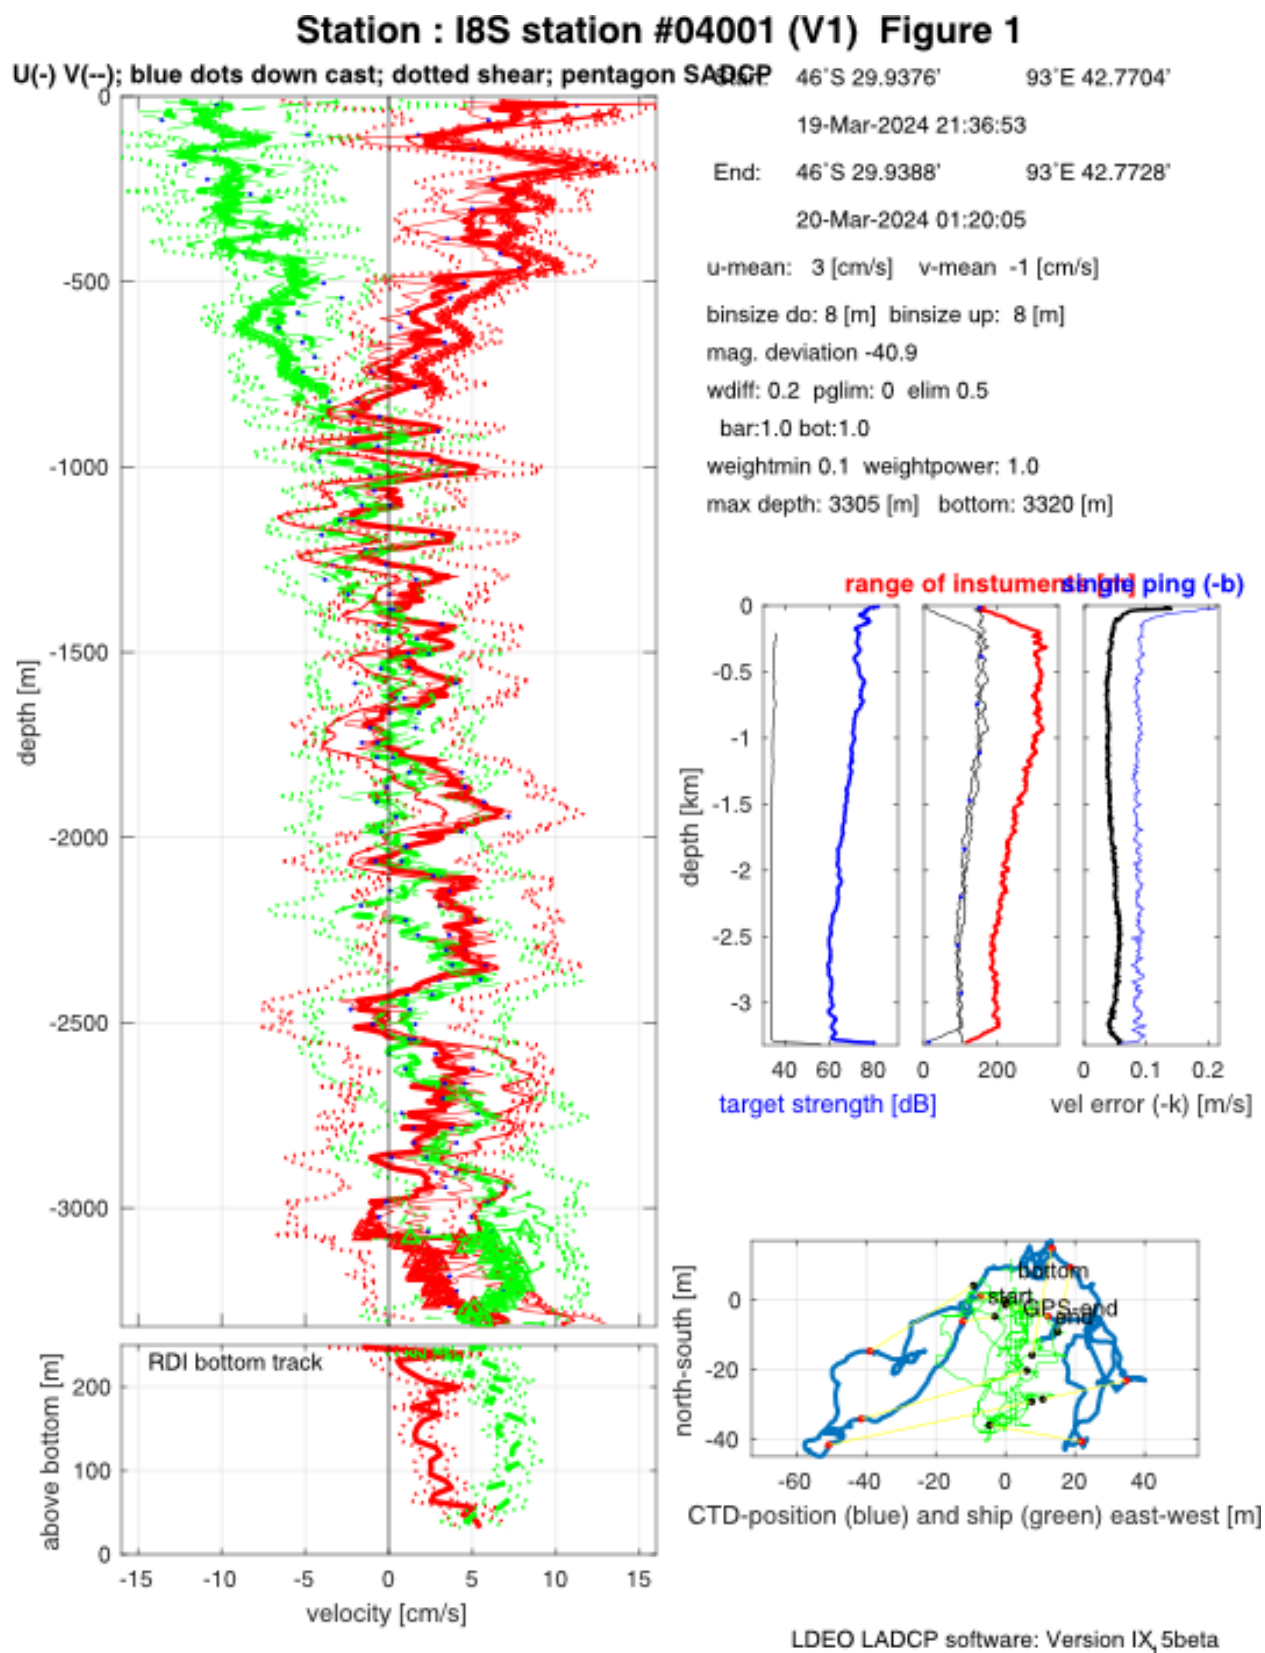 Station : I8S station #04001 (V1)  Figure 1
U(-) V(--); blue dots down cast; dotted shear; pentagon SADCP
Start: 46°S 29.9376' 93°E 42.7704'
19-Mar-2024 21:36:53
End: 46°S 29.9388' 93°E 42.7728'
20-Mar-2024 01:20:05
u-mean: 3 [cm/s] v-mean -1 [cm/s]
binsize do: 8 [m] binsize up: 8 [m]
mag. deviation -40.9
wdiff: 0.2 pglim: 0 elim 0.5
bar:1.0 bot:1.0
weightmin 0.1 weightpower: 1.0
max depth: 3305 [m] bottom: 3320 [m]
0
-500
-1000
-1500
-2000
-2500
-3000
depth [m]
RDI bottom track
200
100
0
above bottom [m]
-15 -10 -5 0 5 10 15
velocity [cm/s]
range of instuments [m]
single ping (-b)
0
-0.5
-1
-1.5
-2
-2.5
-3
depth [km]
40 60 80
0 200
0 0.1 0.2
target strength [dB]
vel error (-k) [m/s]
bottom
start
GPS-end
end
0
-20
-40
north-south [m]
-60 -40 -20 0 20 40
CTD-position (blue) and ship (green) east-west [m]
LDEO LADCP software: Version IX,5beta